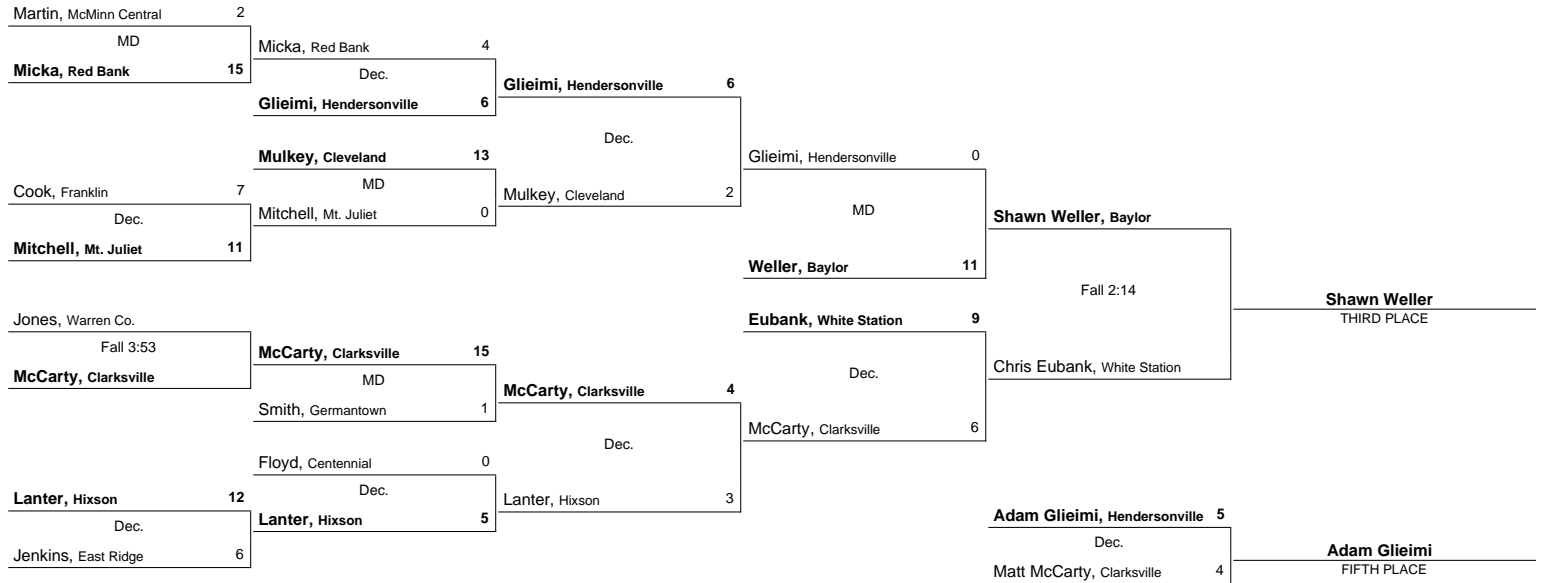 Martin, McMinn Central 2
MD
Micka, Red Bank 15
Cook, Franklin 7
Dec.
Mitchell, Mt. Juliet 11
Jones, Warren Co.
Fall 3:53
McCarty, Clarksville
Lanter, Hixson 12
Dec.
Jenkins, East Ridge 6
Micka, Red Bank 4
Dec.
Glieimi, Hendersonville 6
Mulkey, Cleveland 13
MD
Mitchell, Mt. Juliet 0
McCarty, Clarksville 15
MD
Smith, Germantown 1
Floyd, Centennial 0
Dec.
Lanter, Hixson 5
Glieimi, Hendersonville 6
Dec.
Mulkey, Cleveland 2
McCarty, Clarksville 4
Dec.
Lanter, Hixson 3
Glieimi, Hendersonville 0
MD
Weller, Baylor 11
Eubank, White Station 9
Dec.
McCarty, Clarksville 6
Shawn Weller, Baylor
Fall 2:14
Chris Eubank, White Station
Shawn Weller
THIRD PLACE
Adam Glieimi, Hendersonville 5
Dec.
Matt McCarty, Clarksville 4
Adam Glieimi
FIFTH PLACE